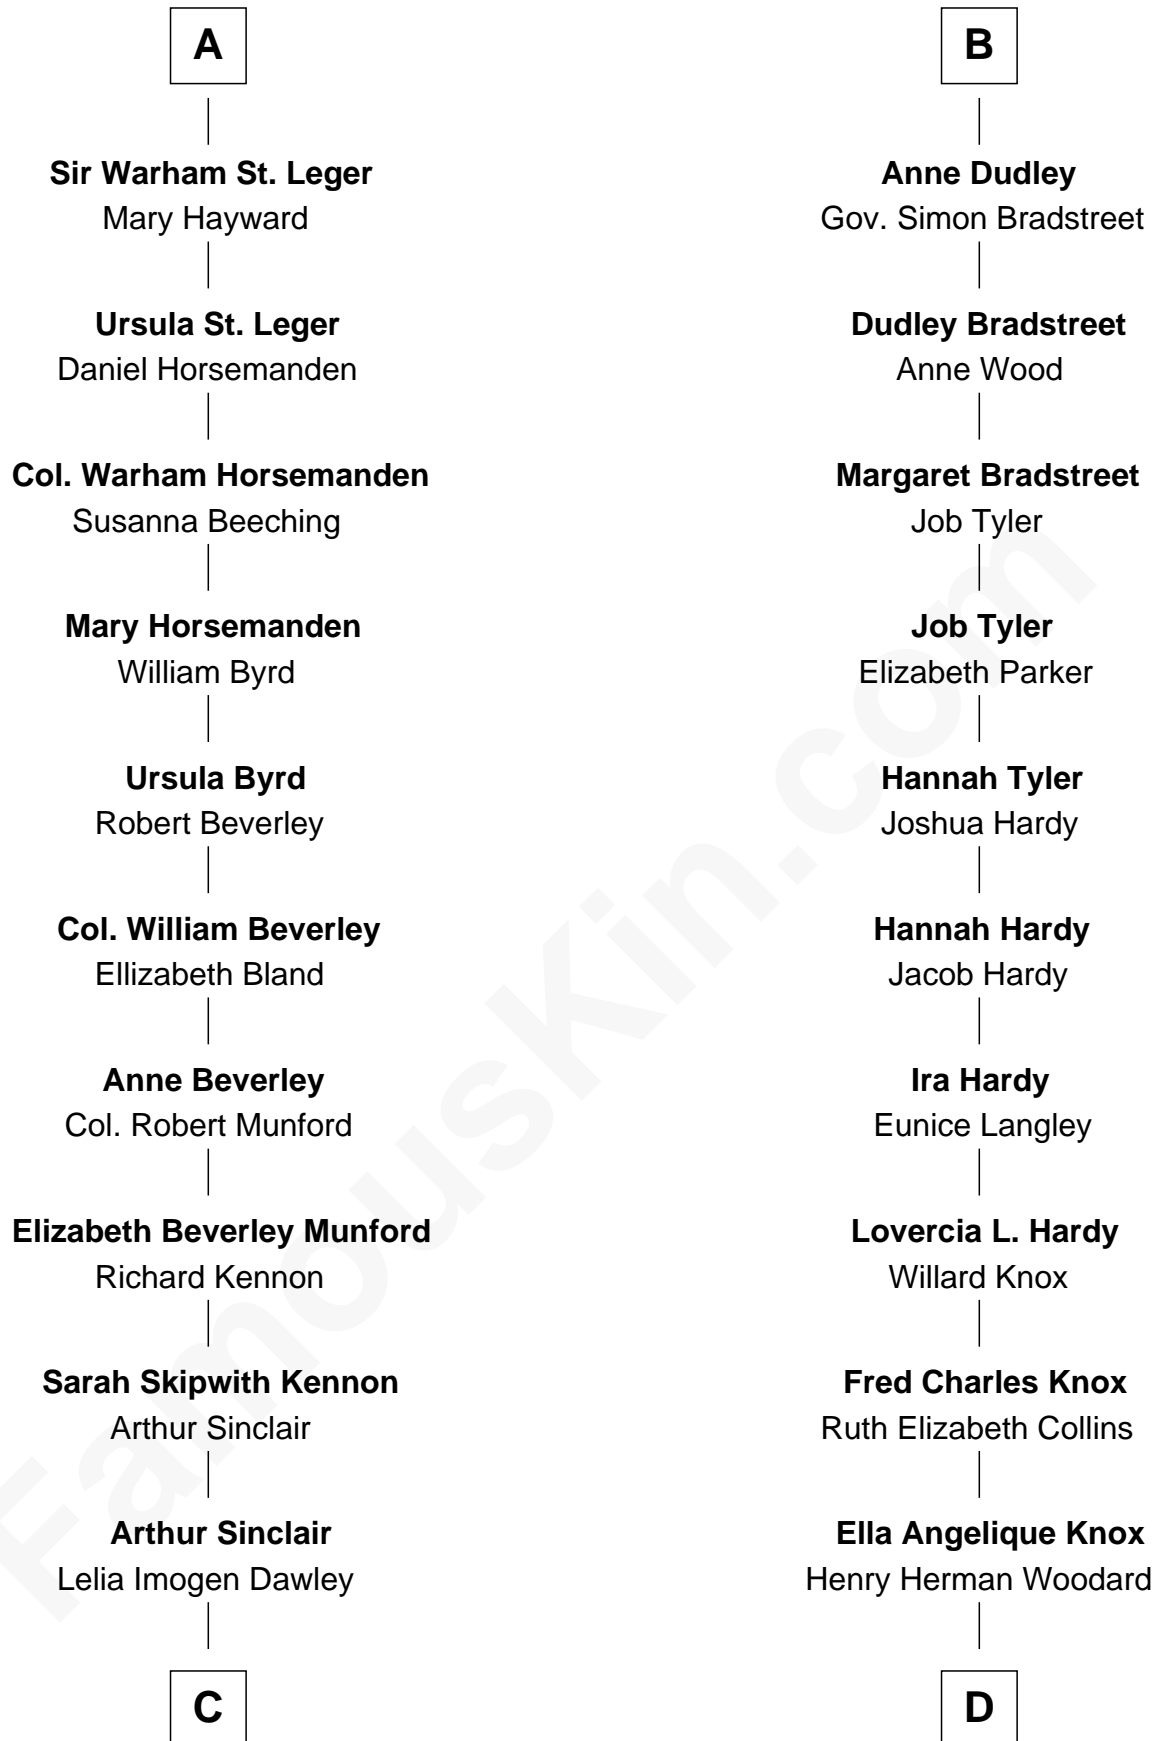 A
Sir Warham St. Leger
Mary Hayward
Ursula St. Leger
Daniel Horsemanden
Col. Warham Horsemanden
Susanna Beeching
Mary Horsemanden
William Byrd
Ursula Byrd
Robert Beverley
Col. William Beverley
Ellizabeth Bland
Anne Beverley
Col. Robert Munford
Elizabeth Beverley Munford
Richard Kennon
Sarah Skipwith Kennon
Arthur Sinclair
Arthur Sinclair
Lelia Imogen Dawley
C
B
Anne Dudley
Gov. Simon Bradstreet
Dudley Bradstreet
Anne Wood
Margaret Bradstreet
Job Tyler
Job Tyler
Elizabeth Parker
Hannah Tyler
Joshua Hardy
Hannah Hardy
Jacob Hardy
Ira Hardy
Eunice Langley
Lovercia L. Hardy
Willard Knox
Fred Charles Knox
Ruth Elizabeth Collins
Ella Angelique Knox
Henry Herman Woodard
D
FamousKin.com